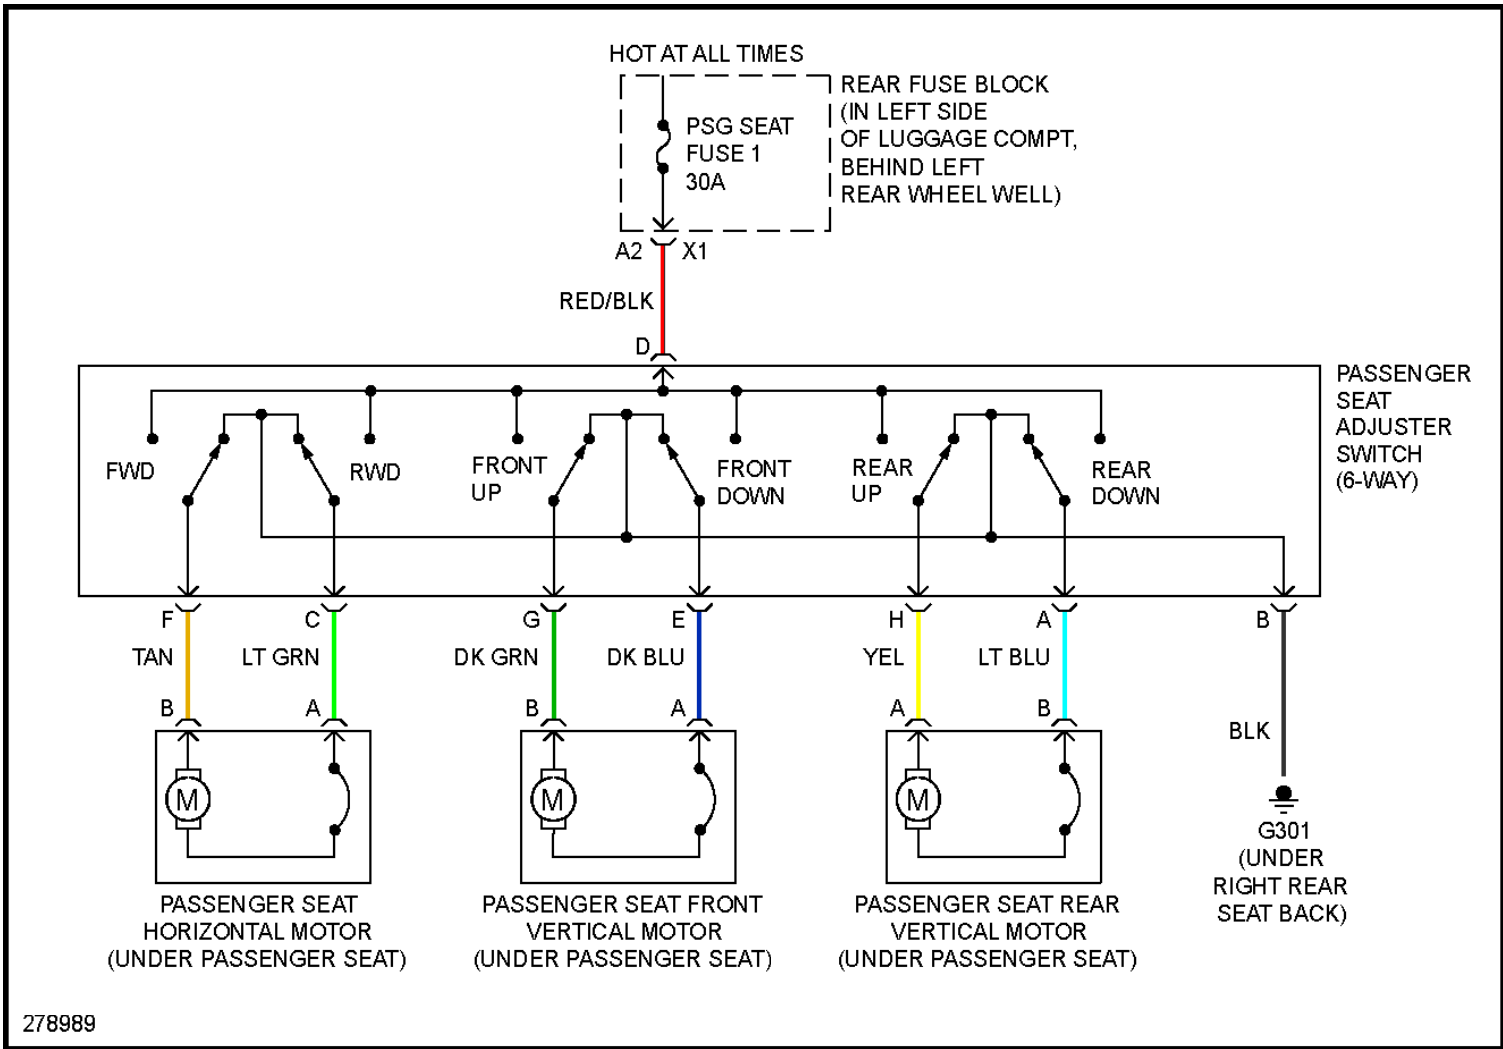 HOT AT ALL TIMES
REAR FUSE BLOCK
(IN LEFT SIDE
OF LUGGAGE COMPT,
BEHIND LEFT
REAR WHEEL WELL)
PSG SEAT
FUSE 1
30A
A2 X1
RED/BLK
D
PASSENGER
SEAT
ADJUSTER
SWITCH
(6-WAY)
FWD
RWD
FRONT
UP
FRONT
DOWN
REAR
UP
REAR
DOWN
F C G E H A B
TAN LT GRN DK GRN DK BLU YEL LT BLU
B A B A A B
BLK
M M M
G301
(UNDER
RIGHT REAR
SEAT BACK)
PASSENGER SEAT
HORIZONTAL MOTOR
(UNDER PASSENGER SEAT)
PASSENGER SEAT FRONT
VERTICAL MOTOR
(UNDER PASSENGER SEAT)
PASSENGER SEAT REAR
VERTICAL MOTOR
(UNDER PASSENGER SEAT)
278989